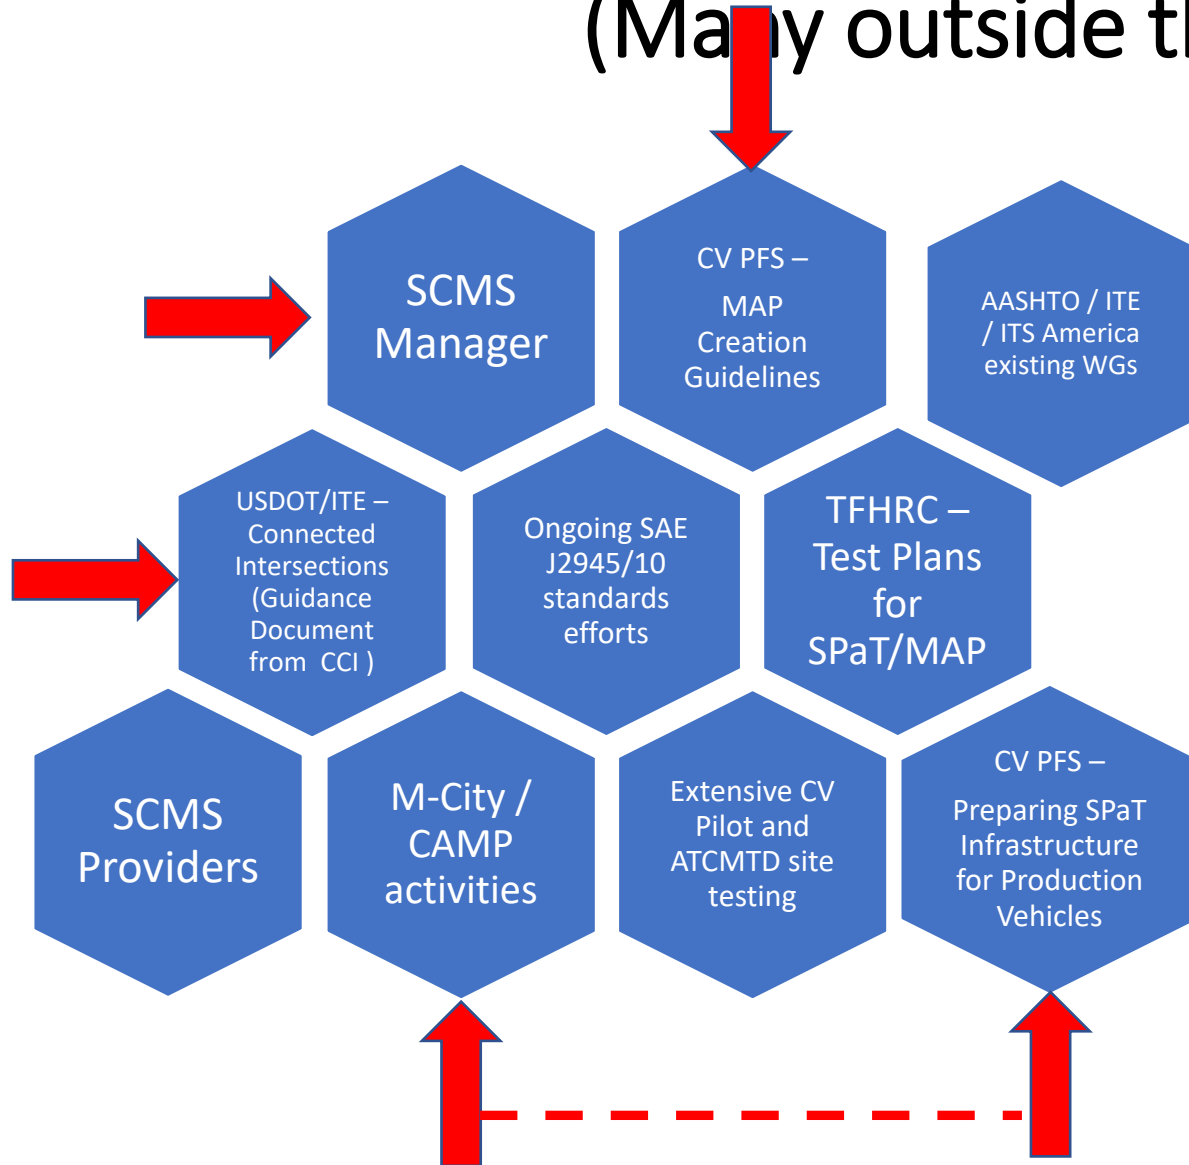 (Many outside t
SCMS
Manager
CV PFS –
MAP
Creation
Guidelines
AASHTO / ITE
/ ITS America
existing WGs
USDOT/ITE –
Connected
Intersections
(Guidance
Document
from  CCI )
Ongoing SAE
J2945/10
standards
efforts
TFHRC –
Test Plans
for
SPaT/MAP
SCMS
Providers
M-City /
CAMP
activities
Extensive CV
Pilot and
ATCMTD site
testing
CV PFS –
Preparing SPaT
Infrastructure
for Production
Vehicles